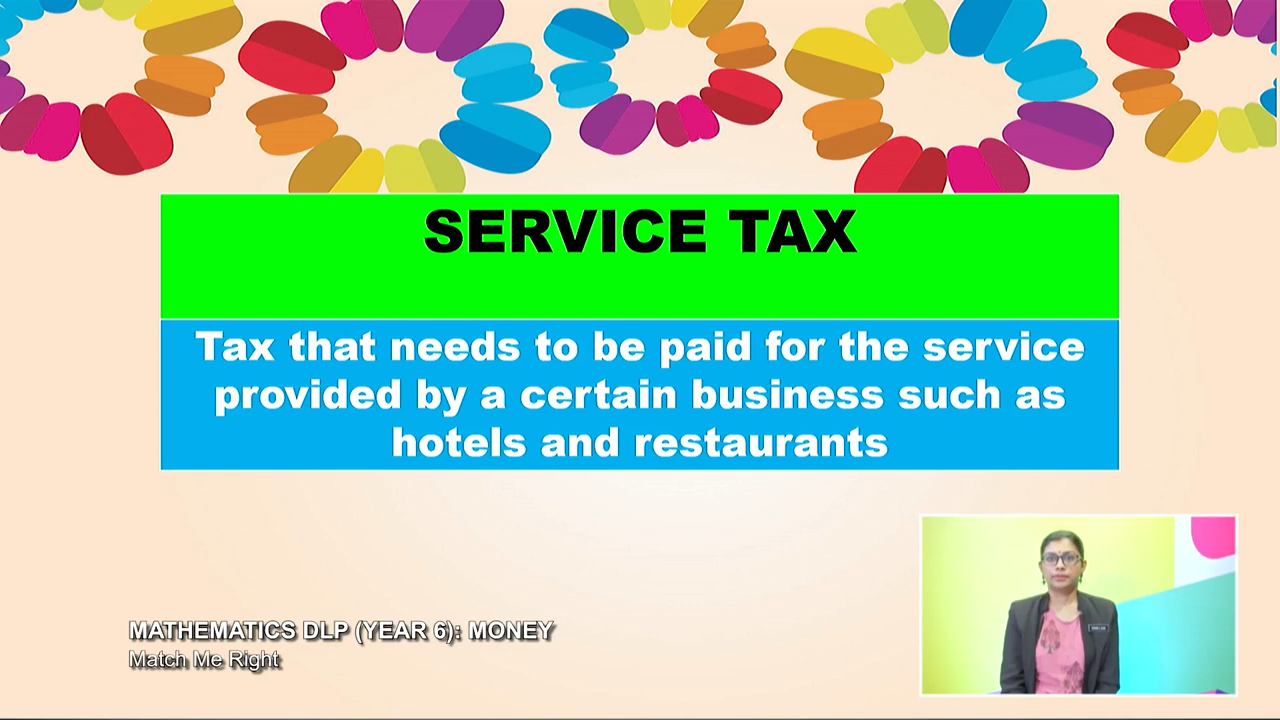 SERVICE TAX
Tax that needs to be paid for the service
provided by a certain business such as
hotels and restaurants
MATHEMATICS DLP (YEAR 6): MONEY
Match Me Right